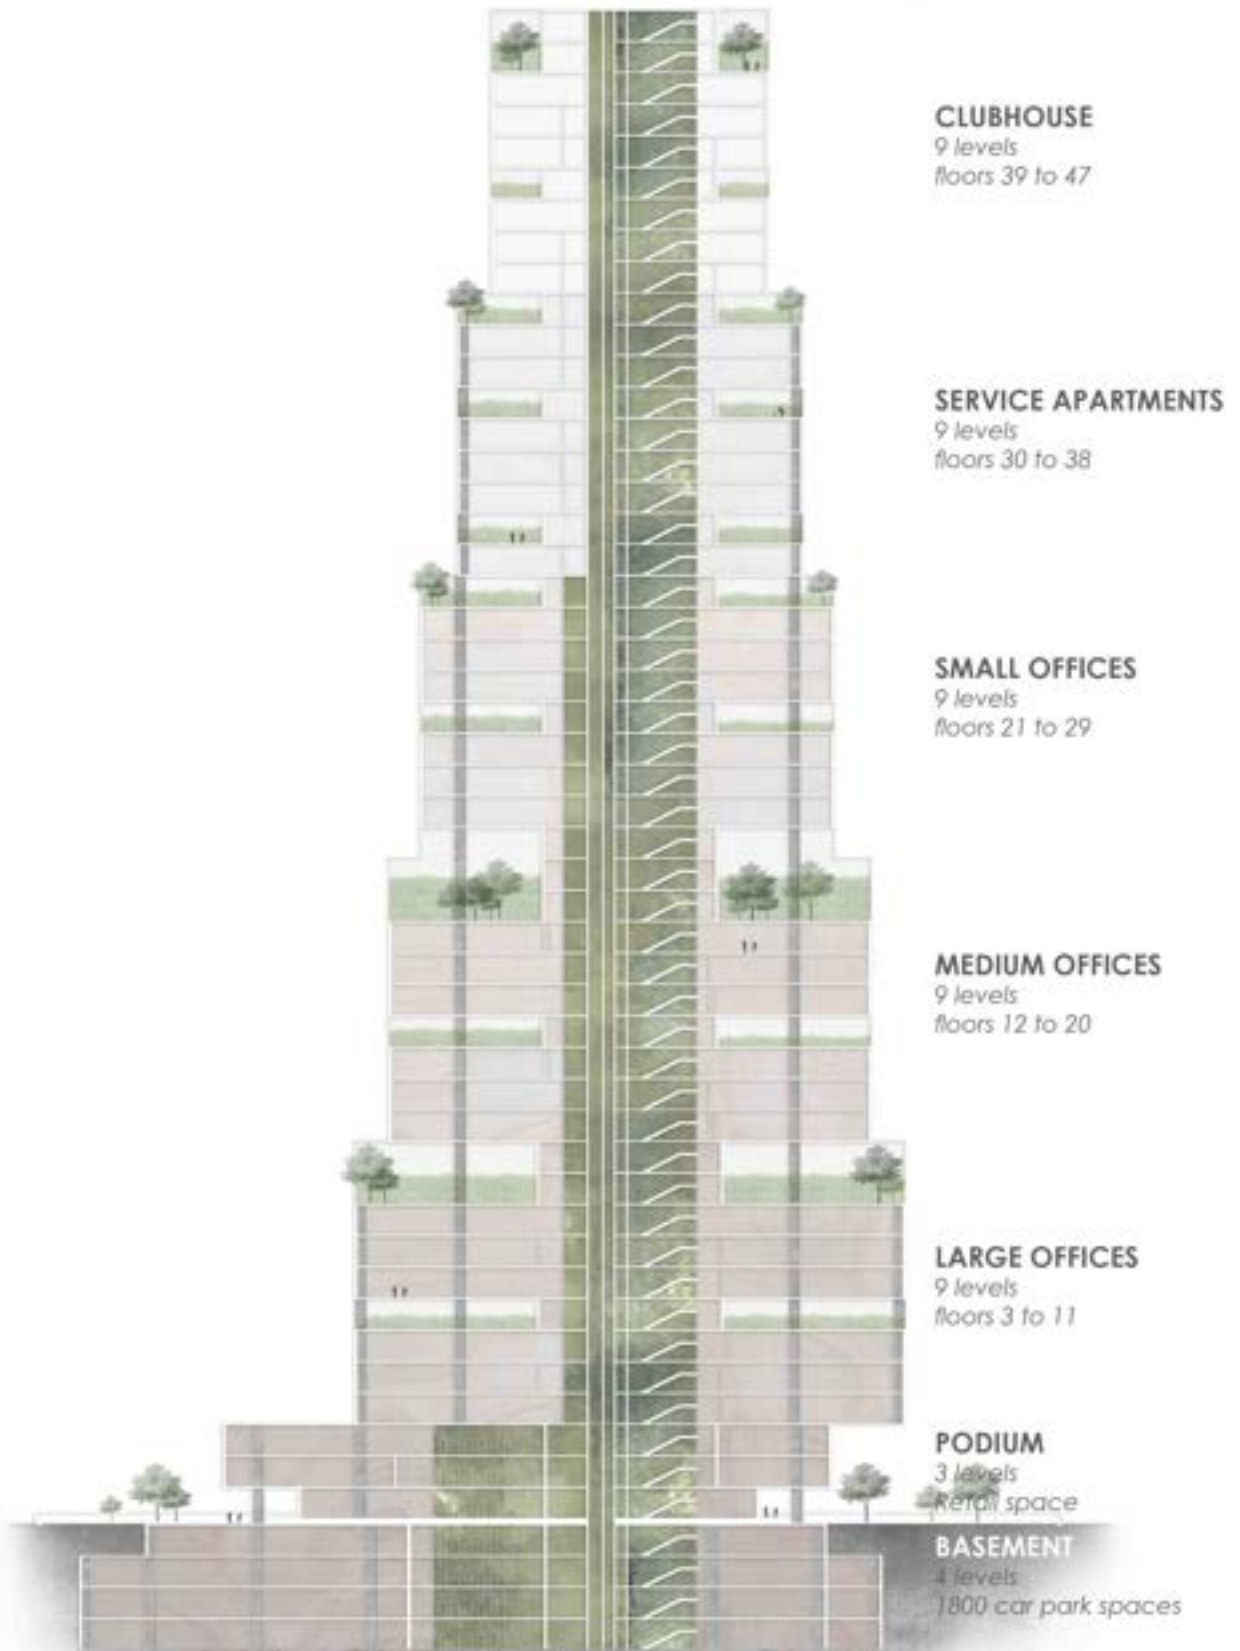 CLUBHOUSE
9 levels
floors 39 to 47
SERVICE APARTMENTS
9 levels
floors 30 to 38
SMALL OFFICES
9 levels
floors 21 to 29
MEDIUM OFFICES
9 levels
floors 12 to 20
LARGE OFFICES
9 levels
floors 3 to 11
PODIUM
3 levels
Retail space
BASEMENT
4 levels
1800 car park spaces